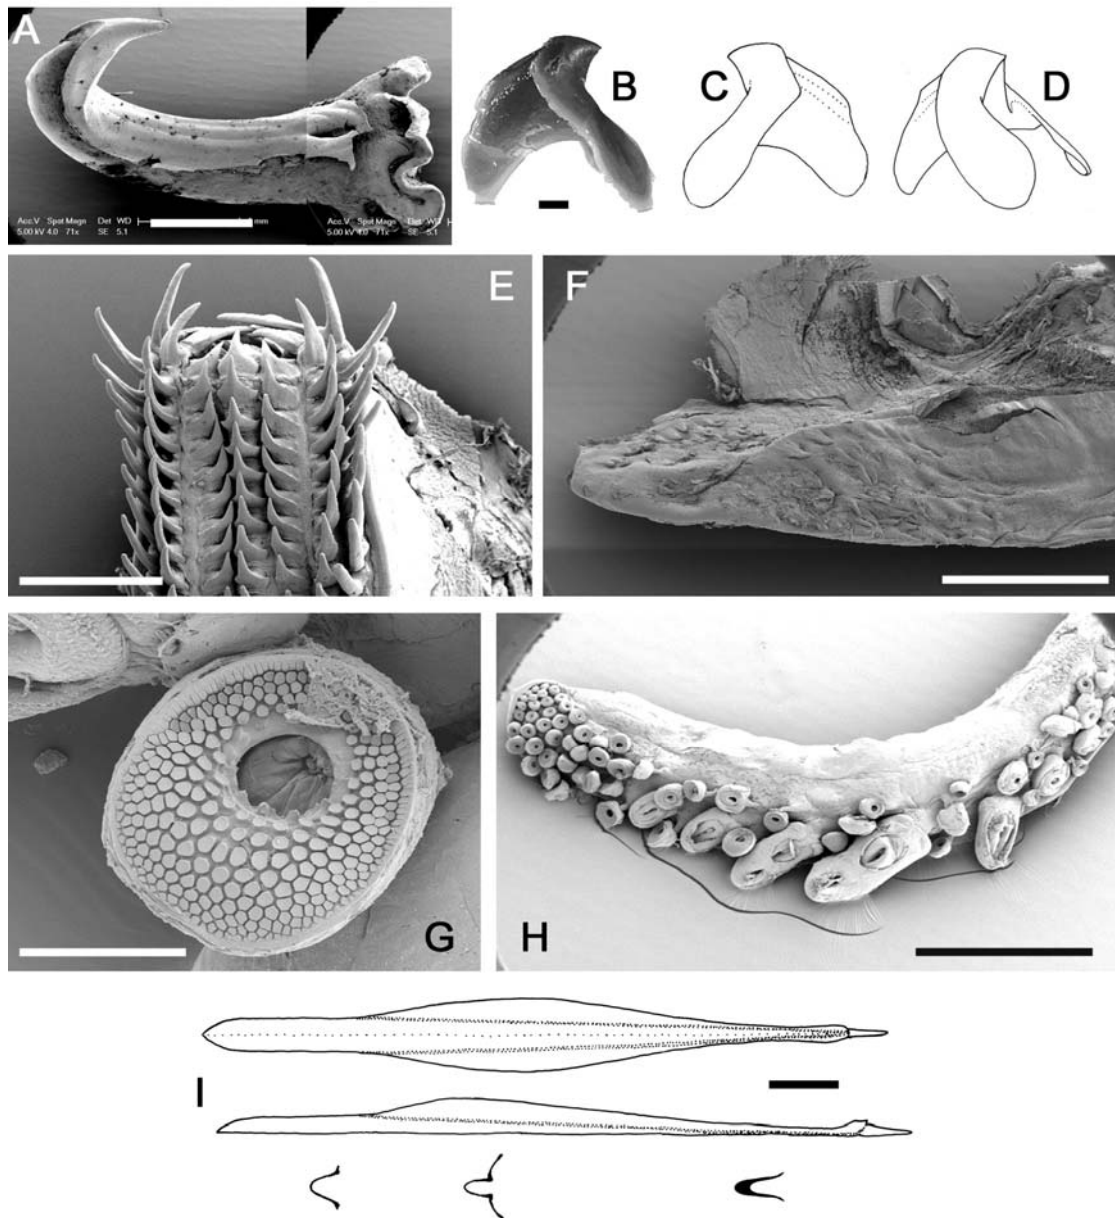 A
B
C
D
Acc.V Spot Magn Det WD mm
5.00 kV 4.0 71x SE 5.1
Acc.V Spot Magn Det WD
5.00 kV 4.0 71x SE 5.1
E
F
G
H
I